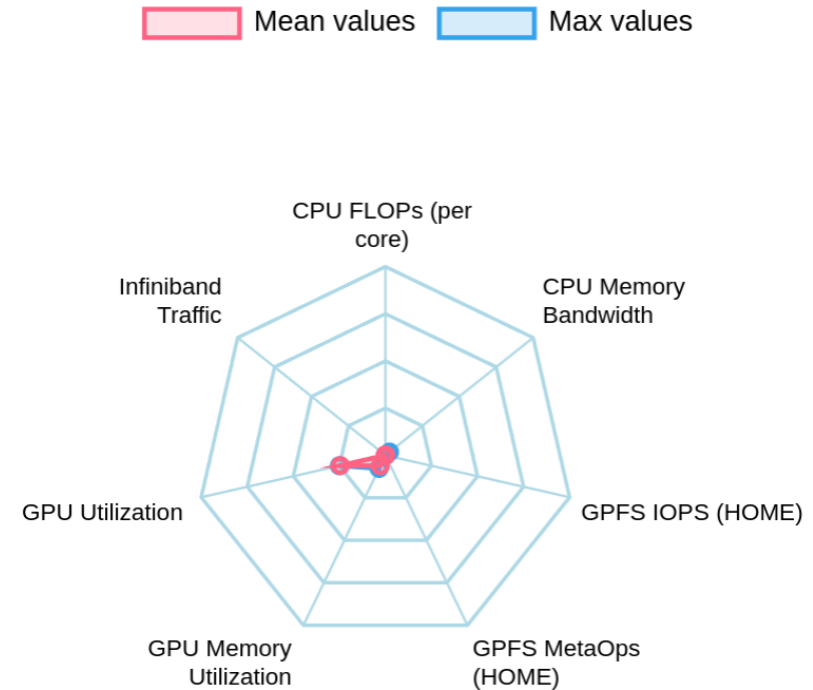 Mean values
Max values
CPU FLOPs (per
core)
Infiniband
Traffic
CPU Memory
Bandwidth
GPU Utilization
GPFS IOPS (HOME)
GPU Memory
Utilization
GPFS MetaOps
(HOME)